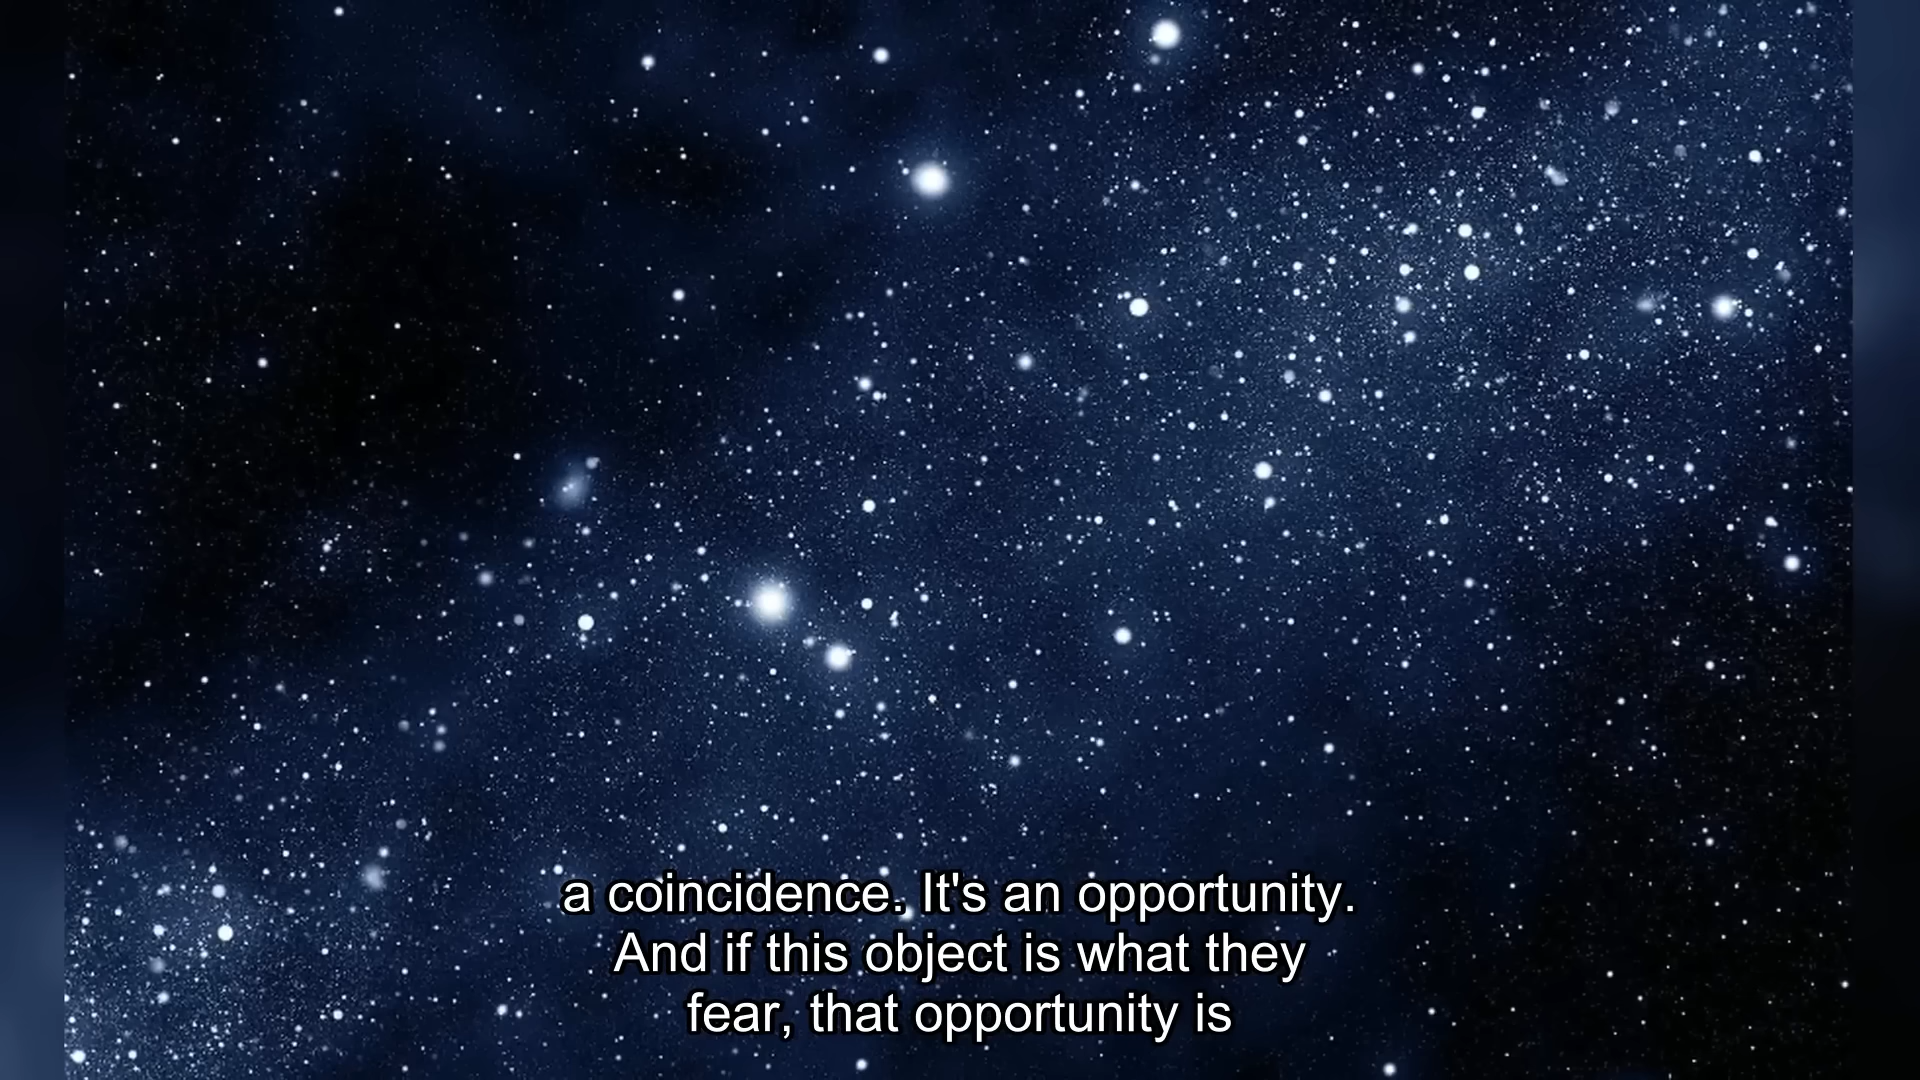 a coincidence. It's an opportunity.
And if this object is what they
fear, that opportunity is